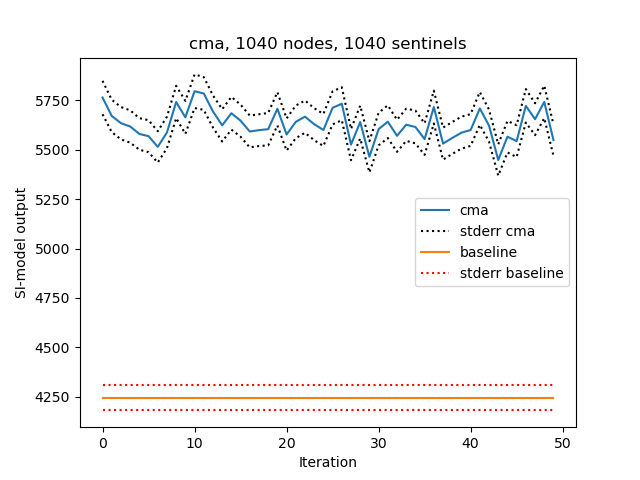 cma, 1040 nodes, 1040 sentinels
SI-model output
5750
5500
5250
5000
4750
4500
4250
cma
stderr cma
baseline
stderr baseline
0
10
20
30
40
50
Iteration